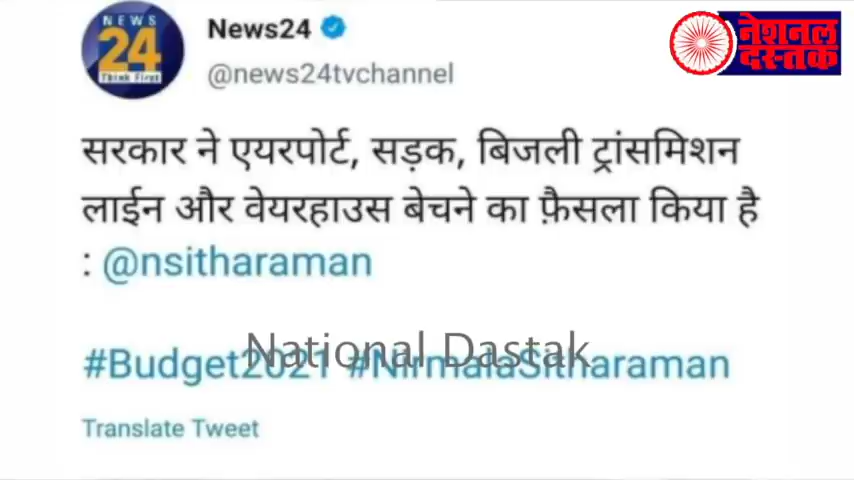 NEWS
24
Think First
News24
@news24tvchannel
नेशनल
दस्तक
सरकार ने एयरपोर्ट, सड़क, बिजली ट्रांसमिशन
लाईन और वेयरहाउस बेचने का फ़ैसला किया है
: @nsitharaman
National Dastak
#Budget2021 #NirmalaSitharaman
Translate Tweet